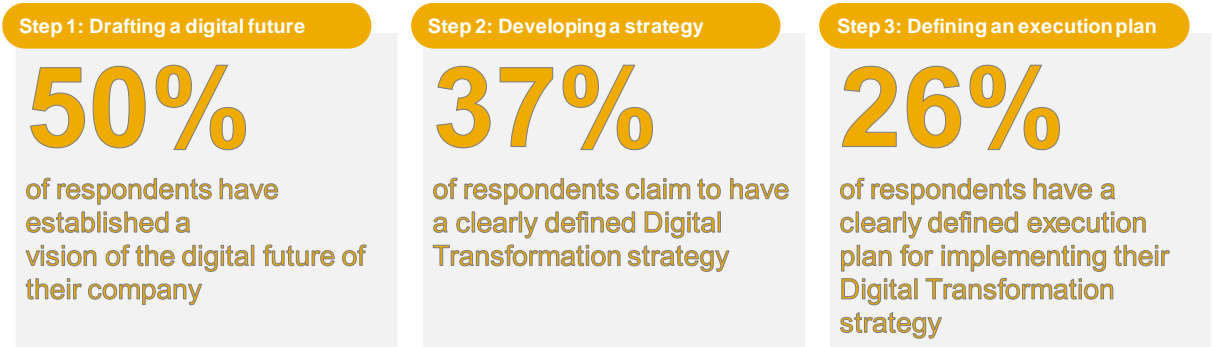 Step 1: Drafting a digital future
50%
of respondents have
established a
vision of the digital future of
their company
Step 2: Developing a strategy
37%
of respondents claim to have
a clearly defined Digital
Transformation strategy
Step 3: Defining an execution plan
26%
of respondents have a
clearly defined execution
plan for implementing their
Digital Transformation
strategy